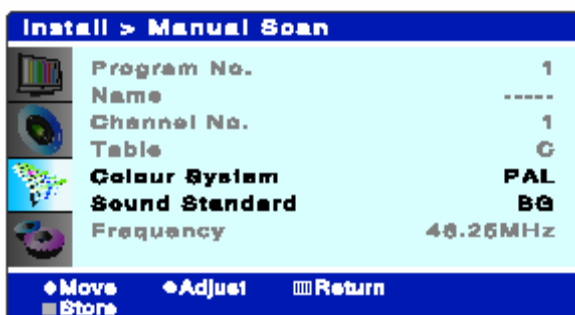 Install > Manual Scan
Program No. 1
Name -----
Channel No. 1
Table C
Colour System PAL
Sound Standard BG
Frequency 48.25MHz
Move Adjust Return
Store